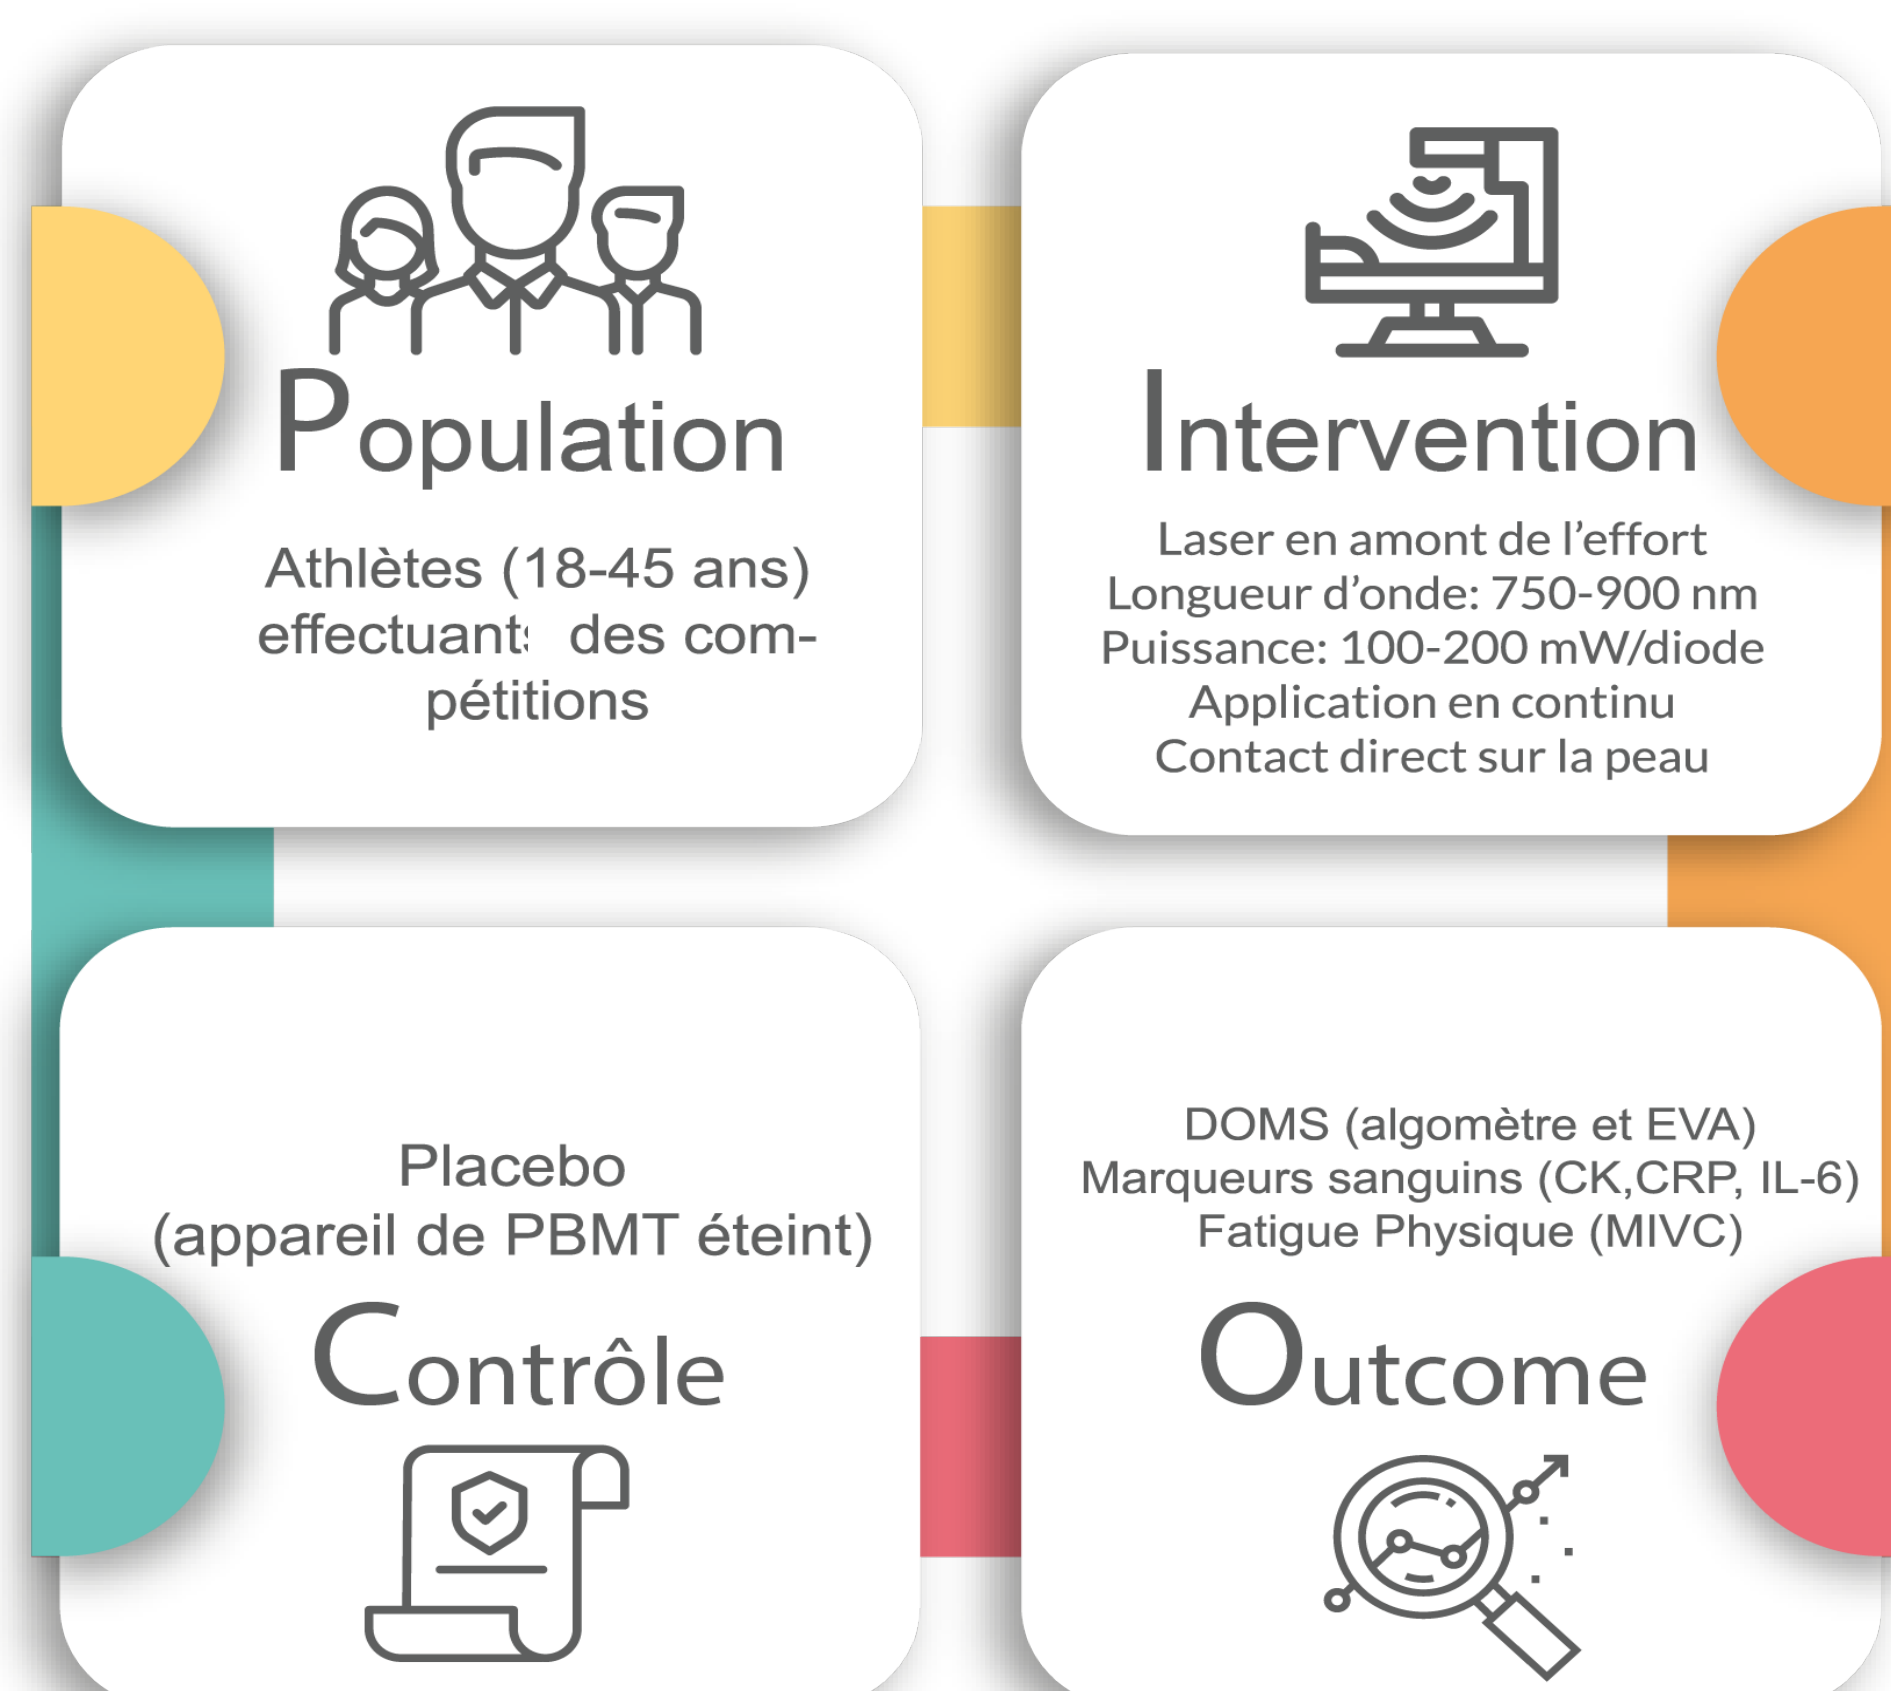 Population
Athlètes (18-45 ans)
effectuants des com-
pétitions
Intervention
Laser en amont de l’effort
Longueur d’onde: 750-900 nm
Puissance: 100-200 mW/diode
Application en continu
Contact direct sur la peau
Placebo
(appareil de PBMT éteint)
Contrôle
DOMS (algomètre et EVA)
Marqueurs sanguins (CK,CRP, IL-6)
Fatigue Physique (MIVC)
Outcome